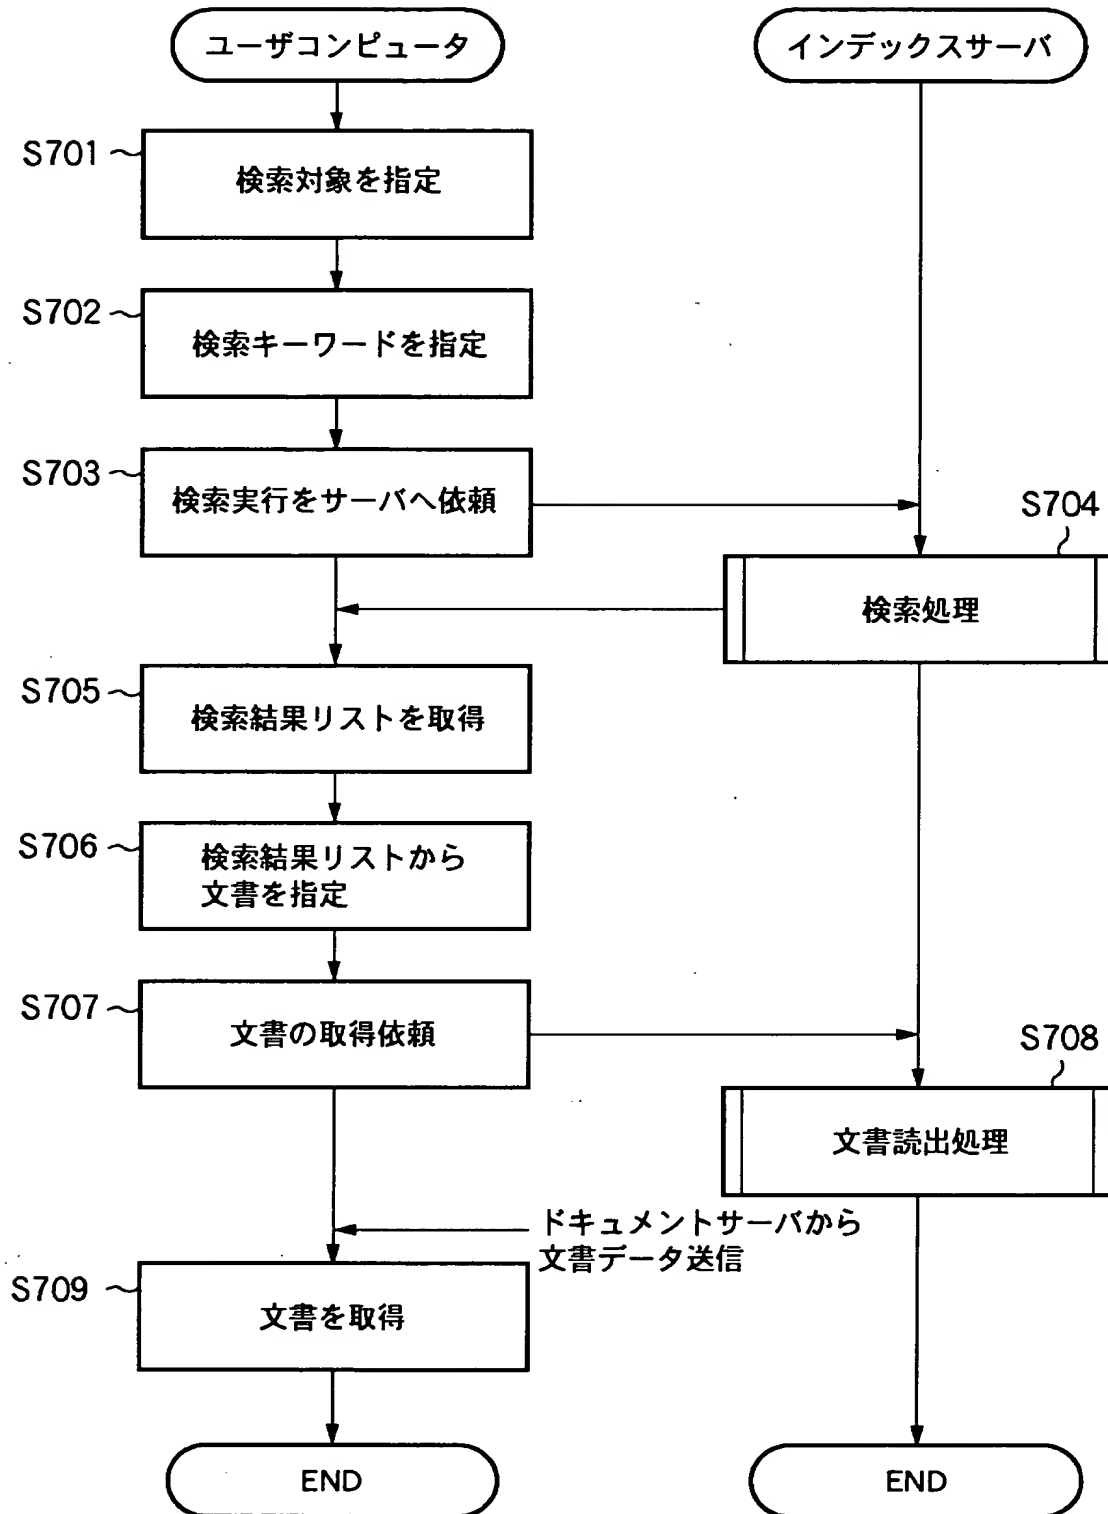 ユーザコンピュータ
インデックスサーバ
S701
検索対象を指定
S702
検索キーワードを指定
S703
検索実行をサーバへ依頼
S704
検索処理
S705
検索結果リストを取得
S706
検索結果リストから
文書を指定
S707
文書の取得依頼
S708
文書読出処理
ドキュメントサーバから
文書データ送信
S709
文書を取得
END
END